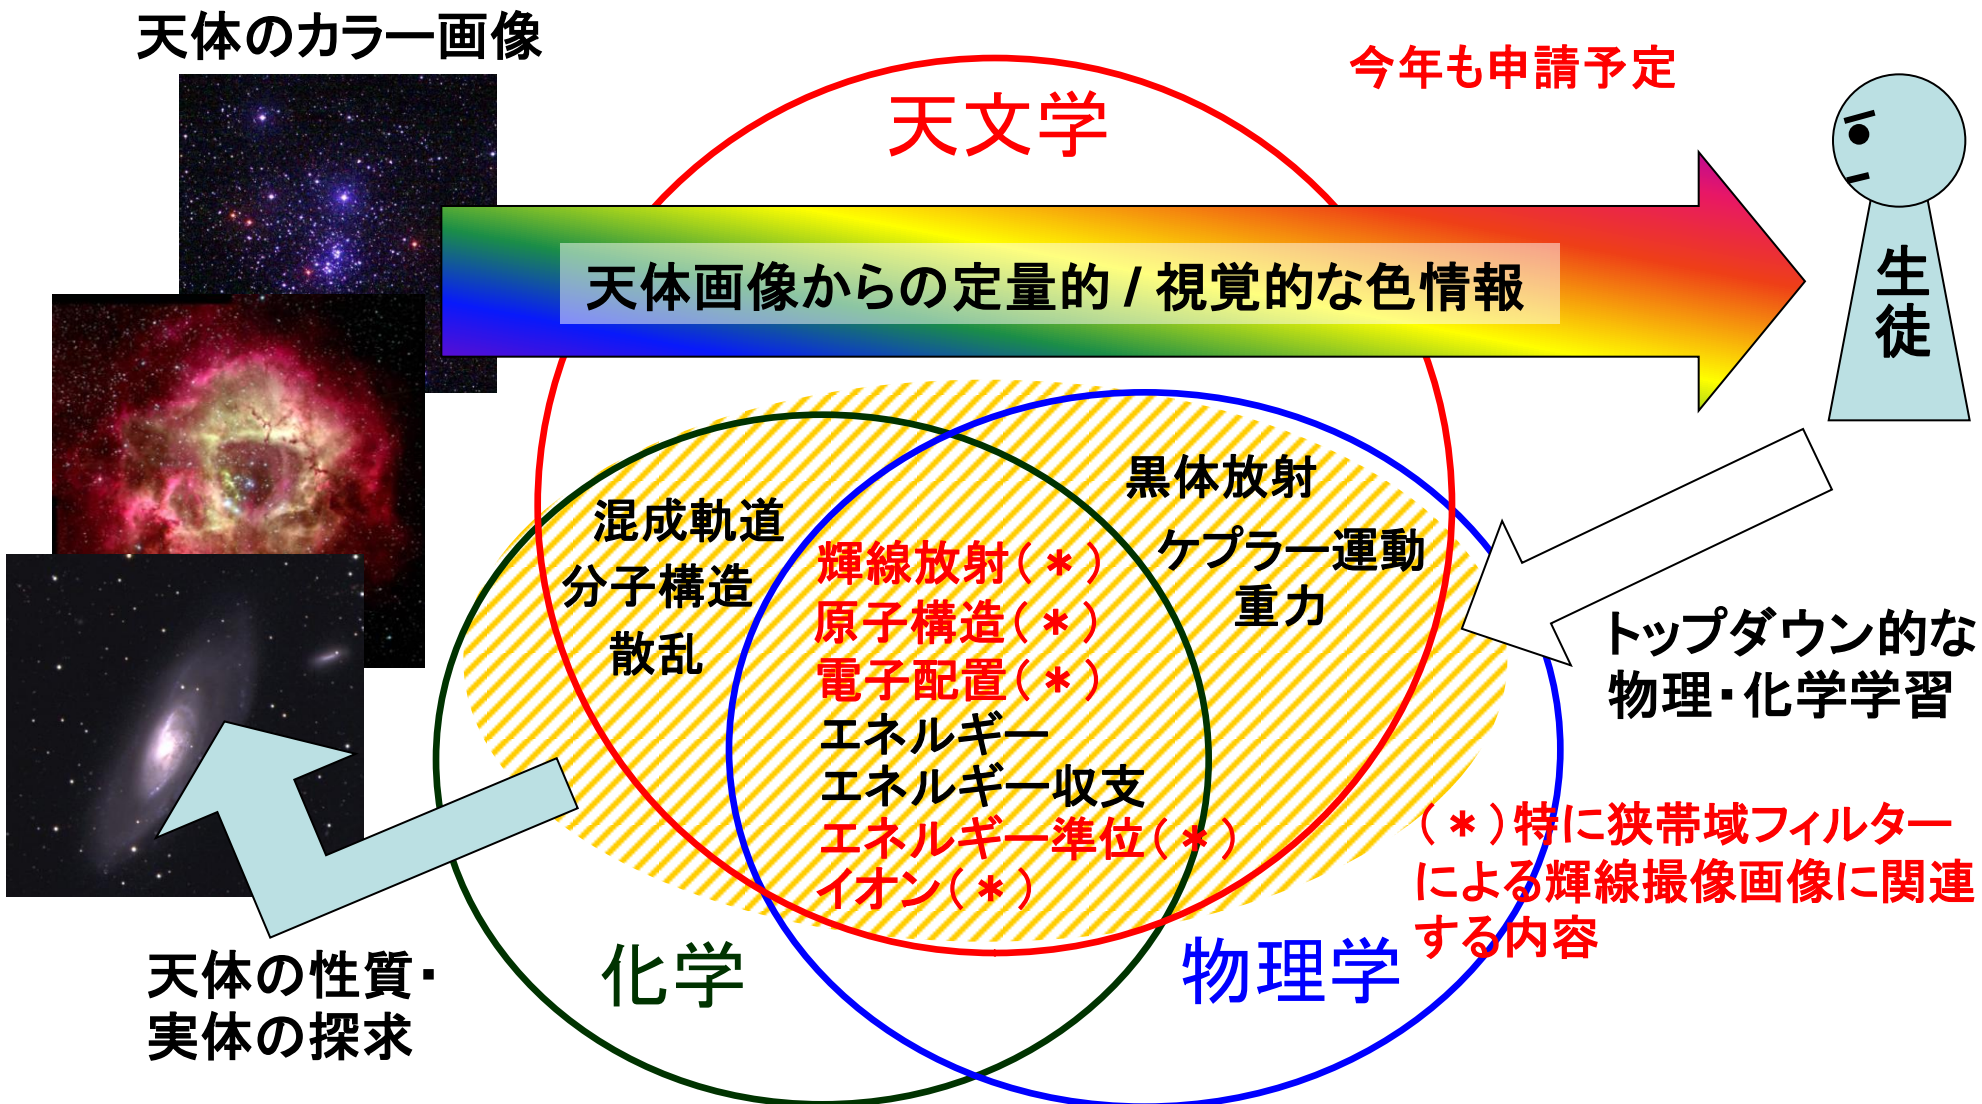 天体のカラー画像
今年も申請予定
天文学
天体画像からの定量的 / 視覚的な色情報
生徒
黒体放射
ケプラー運動
重力
混成軌道
分子構造
散乱
輝線放射(*)
原子構造(*)
電子配置(*)
エネルギー
エネルギー収支
エネルギー準位(*)
イオン(*)
トップダウン的な
物理・化学学習
(*)特に狭帯域フィルター
による輝線撮像画像に関連
する内容
化学
物理学
天体の性質・
実体の探求